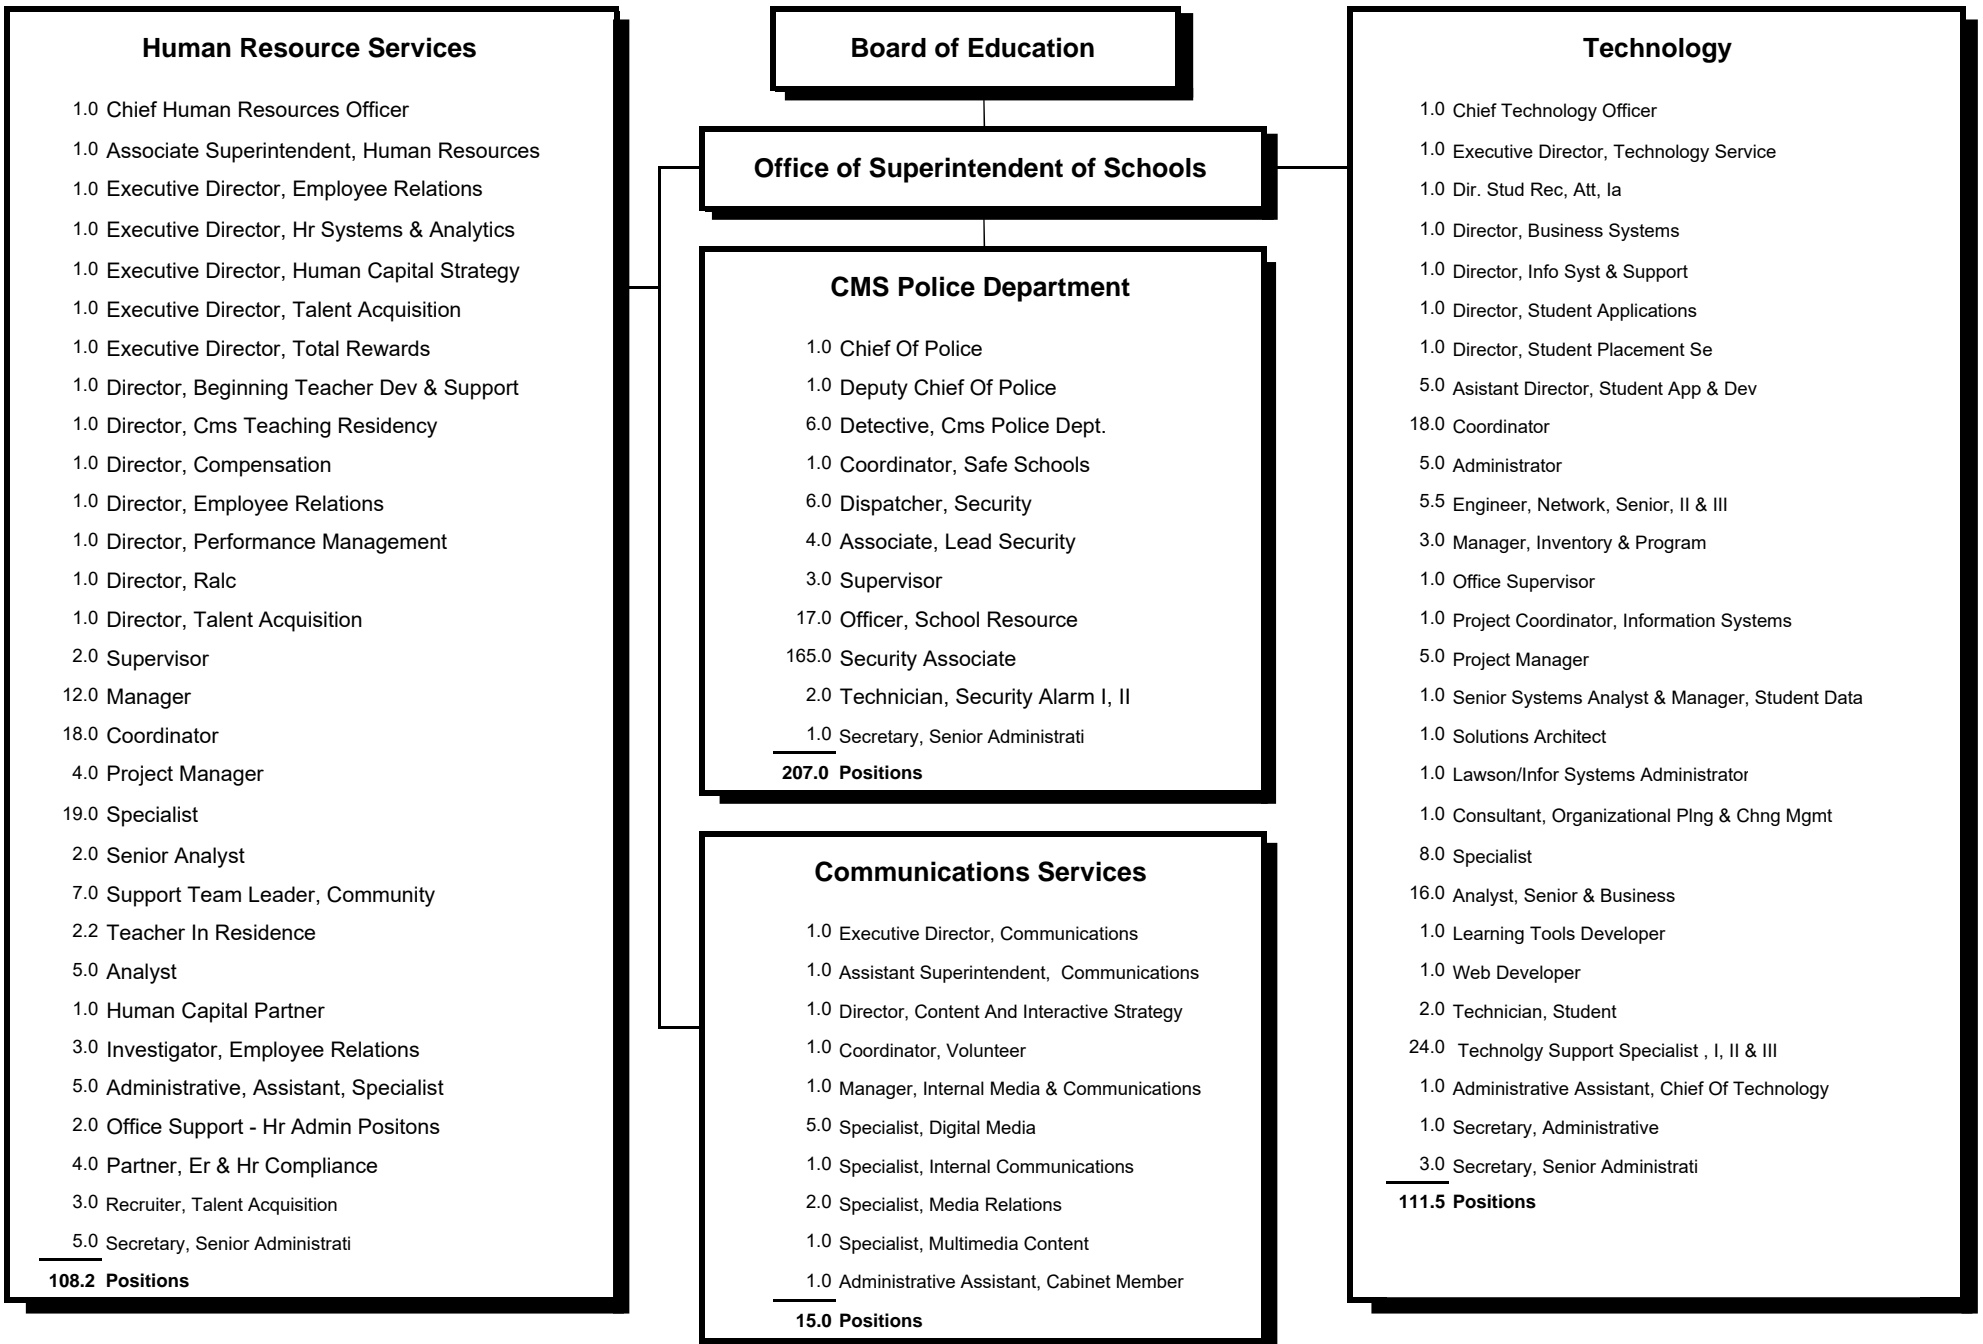 Human Resource Services
1.0 Chief Human Resources Officer
1.0 Associate Superintendent, Human Resources
1.0 Executive Director, Employee Relations
1.0 Executive Director, Hr Systems & Analytics
1.0 Executive Director, Human Capital Strategy
1.0 Executive Director, Talent Acquisition
1.0 Executive Director, Total Rewards
1.0 Director, Beginning Teacher Dev & Support
1.0 Director, Cms Teaching Residency
1.0 Director, Compensation
1.0 Director, Employee Relations
1.0 Director, Performance Management
1.0 Director, Ralc
1.0 Director, Talent Acquisition
2.0 Supervisor
12.0 Manager
18.0 Coordinator
4.0 Project Manager
19.0 Specialist
2.0 Senior Analyst
7.0 Support Team Leader, Community
2.2 Teacher In Residence
5.0 Analyst
1.0 Human Capital Partner
3.0 Investigator, Employee Relations
5.0 Administrative, Assistant, Specialist
2.0 Office Support - Hr Admin Positons
4.0 Partner, Er & Hr Compliance
3.0 Recruiter, Talent Acquisition
5.0 Secretary, Senior Administrati
108.2 Positions
Board of Education
Office of Superintendent of Schools
CMS Police Department
1.0 Chief Of Police
1.0 Deputy Chief Of Police
6.0 Detective, Cms Police Dept.
1.0 Coordinator, Safe Schools
6.0 Dispatcher, Security
4.0 Associate, Lead Security
3.0 Supervisor
17.0 Officer, School Resource
165.0 Security Associate
2.0 Technician, Security Alarm I, II
1.0 Secretary, Senior Administrati
207.0 Positions
Communications Services
1.0 Executive Director, Communications
1.0 Assistant Superintendent, Communications
1.0 Director, Content And Interactive Strategy
1.0 Coordinator, Volunteer
1.0 Manager, Internal Media & Communications
5.0 Specialist, Digital Media
1.0 Specialist, Internal Communications
2.0 Specialist, Media Relations
1.0 Specialist, Multimedia Content
1.0 Administrative Assistant, Cabinet Member
15.0 Positions
Technology
1.0 Chief Technology Officer
1.0 Executive Director, Technology Service
1.0 Dir. Stud Rec, Att, Ia
1.0 Director, Business Systems
1.0 Director, Info Syst & Support
1.0 Director, Student Applications
1.0 Director, Student Placement Se
5.0 Asistant Director, Student App & Dev
18.0 Coordinator
5.0 Administrator
5.5 Engineer, Network, Senior, II & III
3.0 Manager, Inventory & Program
1.0 Office Supervisor
1.0 Project Coordinator, Information Systems
5.0 Project Manager
1.0 Senior Systems Analyst & Manager, Student Data
1.0 Solutions Architect
1.0 Lawson/Infor Systems Administrator
1.0 Consultant, Organizational Plng & Chng Mgmt
8.0 Specialist
16.0 Analyst, Senior & Business
1.0 Learning Tools Developer
1.0 Web Developer
2.0 Technician, Student
24.0 Technolgy Support Specialist , I, II & III
1.0 Administrative Assistant, Chief Of Technology
1.0 Secretary, Administrative
3.0 Secretary, Senior Administrati
111.5 Positions